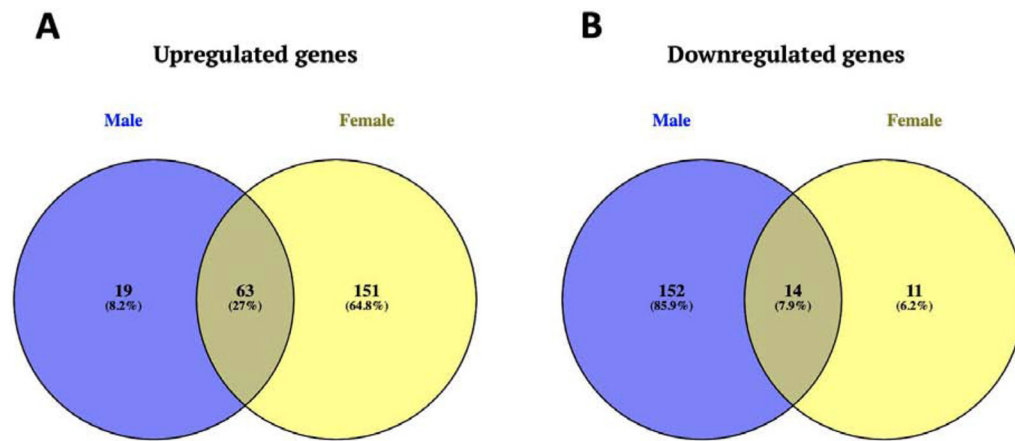 A
Upregulated genes
Male
Female
19
(8.2%)
63
(27%)
151
(64.8%)
B
Downregulated genes
Male
Female
152
(85.9%)
14
(7.9%)
11
(6.2%)